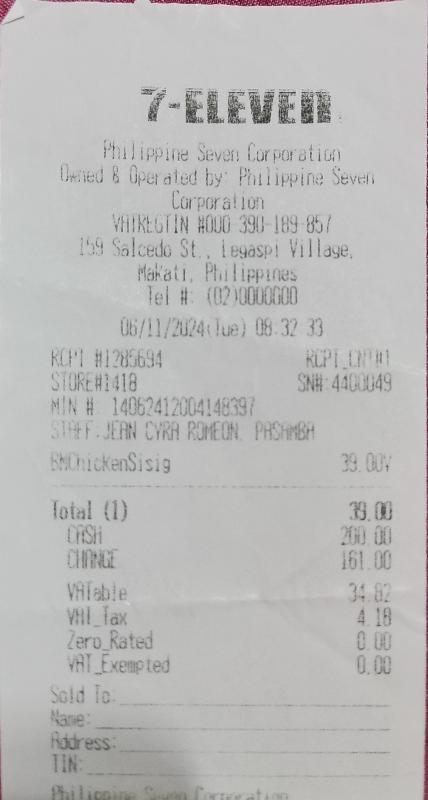 7-ELEVEN
Philippine Seven Corporation
Owned & Operated by: Philippine Seven
Corporation
VATREGTIN #000-390-189-857
159 Salcedo St., Legaspi Village,
Makati, Philippines
Tel #: (02)0000000
06/11/2024(Tue) 08:32:33
RCPT #1285694 RCPT_CNT#1
STORE#1418 SN#:4400049
MIN #: 14062412004148397
STAFF:JEAN CYRA ROMEON. PASAMBA
BNChickenSisig 39.00V
Total (1) 39.00
CASH 200.00
CHANGE 161.00
VATable 34.82
VAT_Tax 4.18
Zero_Rated 0.00
VAT_Exempted 0.00
Sold To:
Name:
Address:
TIN:
Philippine Seven Corporation